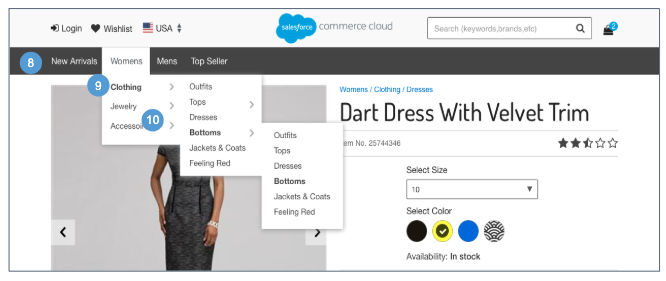 Login Wishlist USA salesforce commerce cloud Search (keywords,brands,etc) 2
8 New Arrivals Womens Mens Top Seller
9 Clothing
Jewelry
10
Outfits
Tops
Dresses
Bottoms
Jackets & Coats
Feeling Red
Outfits
Tops
Dresses
Bottoms
Jackets & Coats
Feeling Red
Womens / Clothing / Dresses
Dart Dress With Velvet Trim
No. 25744346
Select Size
10
Select Color
Availability: In stock